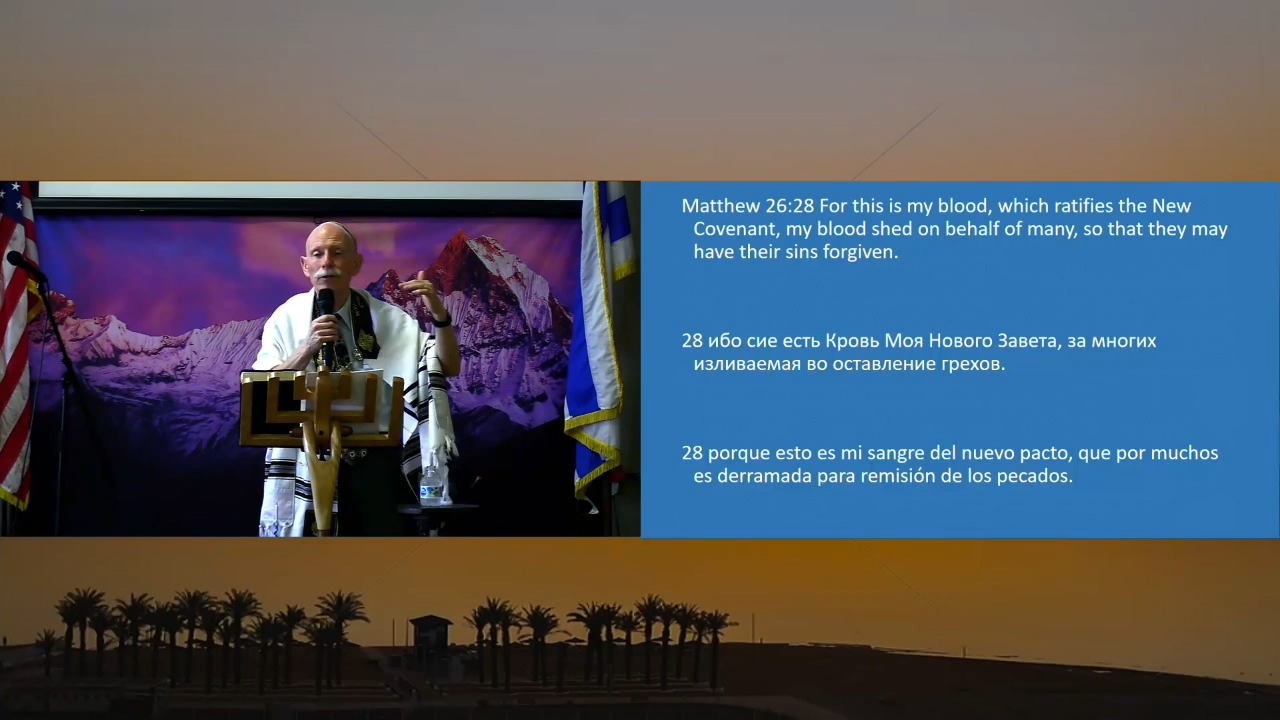 Matthew 26:28 For this is my blood, which ratifies the New
Covenant, my blood shed on behalf of many, so that they may
have their sins forgiven.
28 ибо сие есть Кровь Моя Нового Завета, за многих
изливаемая во оставление грехов.
28 porque esto es mi sangre del nuevo pacto, que por muchos
es derramada para remisión de los pecados.